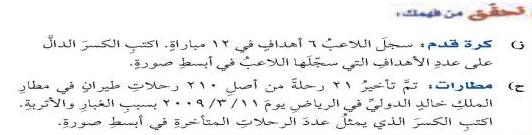 تحقق من فهمك:
ز) كرة قدم: سجل اللاعبُ ٦ أهدافٍ في ١٢ مباراةٍ. اكتبِ الكسرَ الدالَّ
على عددِ الأهدافِ التي سجّلها اللاعبُ في أبسطِ صورةٍ.
ح) مطارات: تمَّ تأخيرُ ٢١ رحلةً من أصلِ ٢١٠ رحلاتِ طيرانٍ في مطارِ
الملكِ خالدٍ الدوليِّ في الرياضِ يومَ ٢٠٠٩/٣/١١ بسببِ الغبارِ والأتربةِ.
اكتبِ الكسرَ الذي يمثلُ عددَ الرحلاتِ المتأخرةِ في أبسطِ صورةٍ.